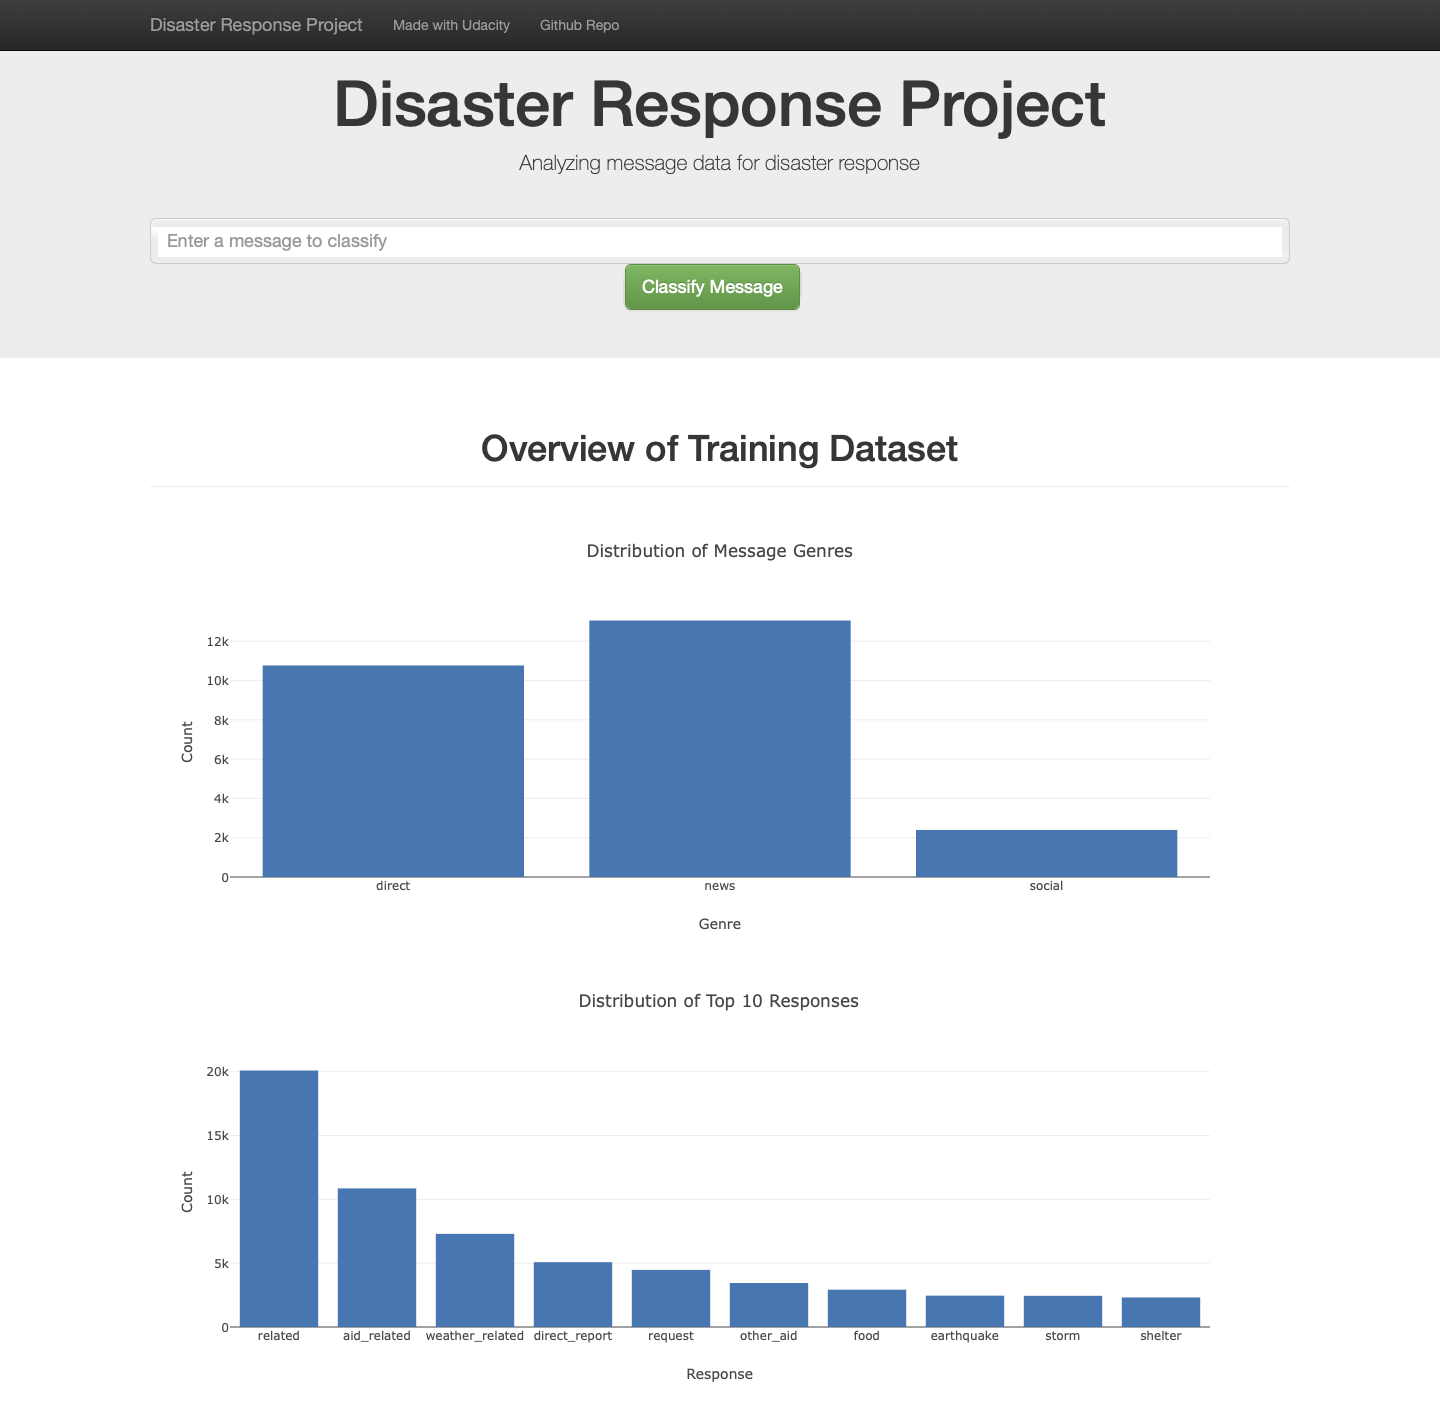 Disaster Response Project Made with Udacity Github Repo
Disaster Response Project
Analyzing message data for disaster response
Enter a message to classify
Classify Message
Overview of Training Dataset
Distribution of Message Genres
12k
10k
8k
6k
4k
2k
0
Count
direct news social
Genre
Distribution of Top 10 Responses
20k
15k
10k
5k
0
Count
related aid_related weather_related direct_report request other_aid food earthquake storm shelter
Response